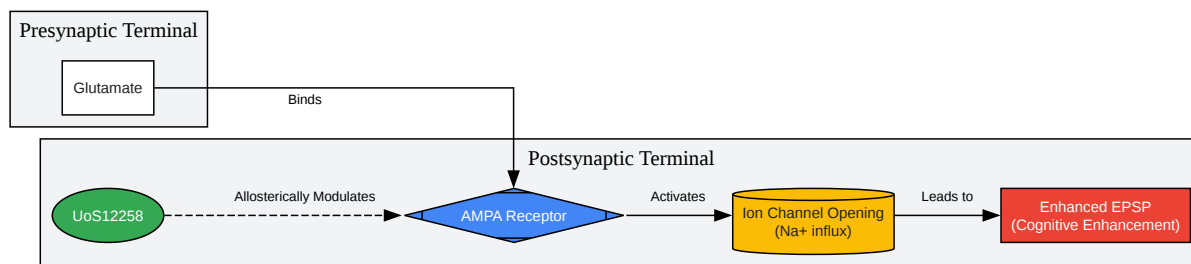 Presynaptic Terminal
Glutamate
Binds
Postsynaptic Terminal
UoS12258
Allosterically Modulates
AMPA Receptor
Activates
Ion Channel Opening
(Na+ influx)
Leads to
Enhanced EPSP
(Cognitive Enhancement)